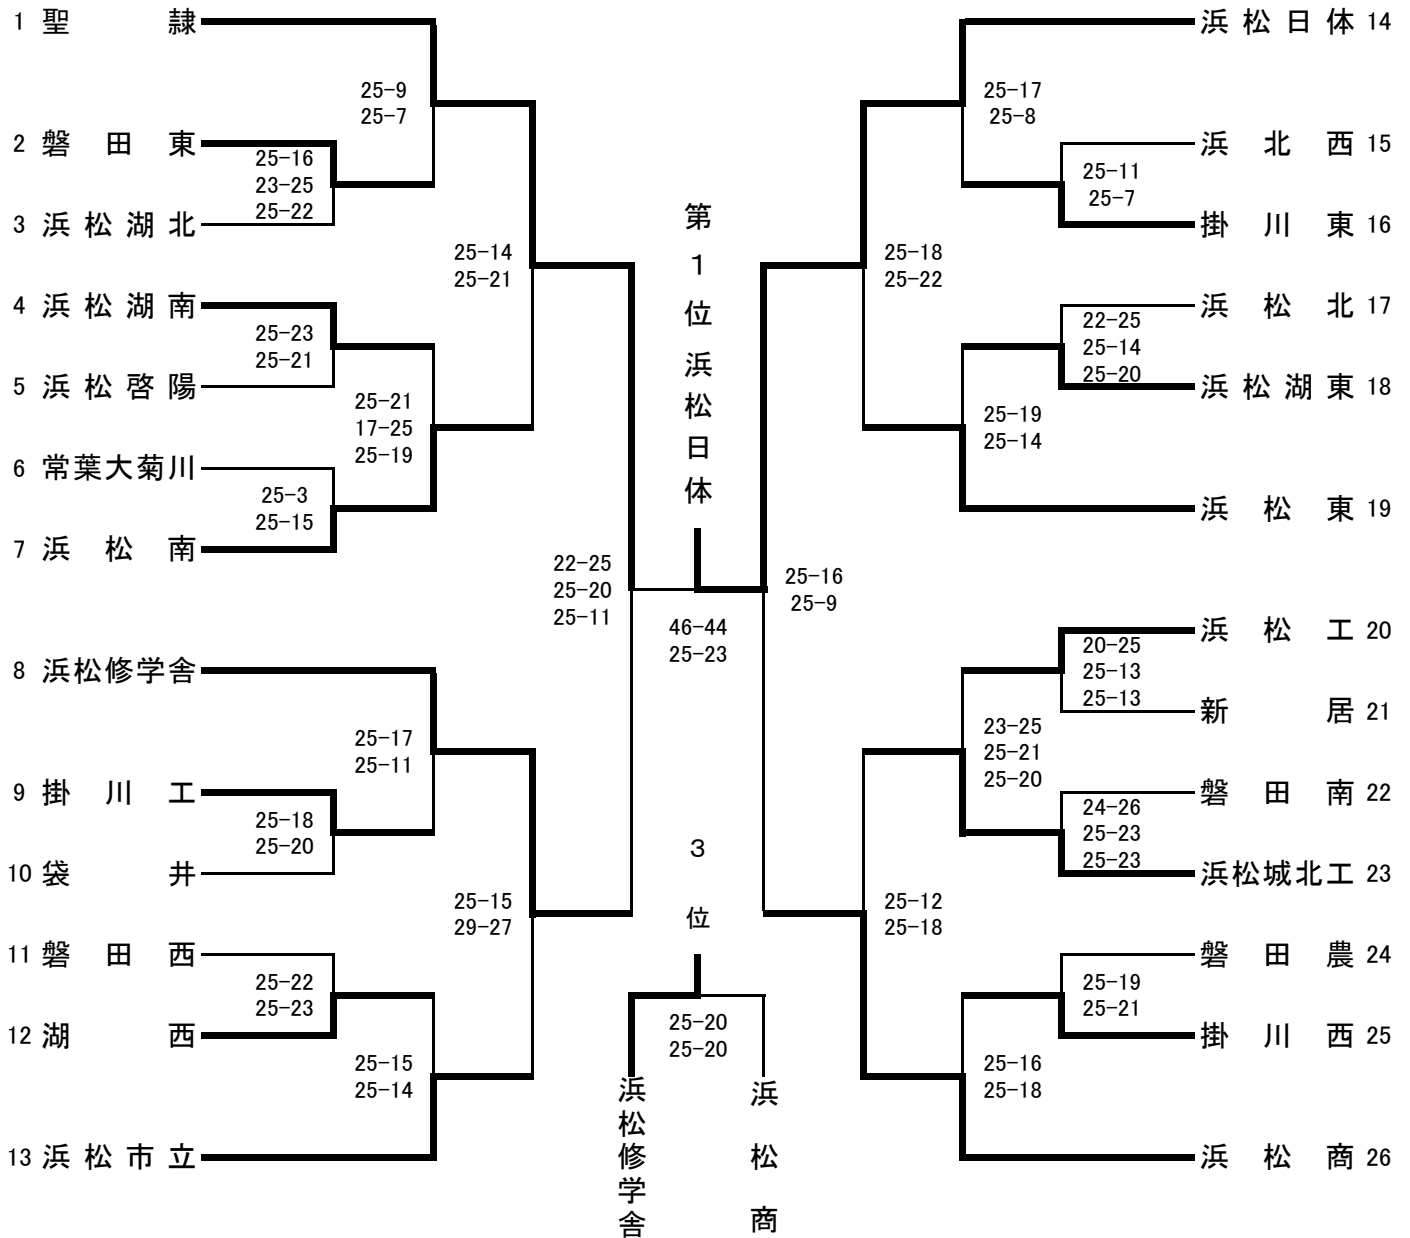 1 聖隷
25-9
25-7
2 磐田東
25-16
23-25
25-22
3 浜松湖北
25-14
25-21
4 浜松湖南
25-23
25-21
5 浜松啓陽
25-21
17-25
25-19
6 常葉大菊川
25-3
25-15
7 浜松南
22-25
25-20
25-11
8 浜松修学舎
25-17
25-11
9 掛川工
25-18
25-20
10 袋井
25-15
29-27
11 磐田西
25-22
25-23
12 湖西
25-15
25-14
13 浜松市立
第1位浜松日体
46-44
25-23
3位
25-20
25-20
浜松修学舎
浜松商
浜松日体 14
25-17
25-8
浜北西 15
25-11
25-7
掛川東 16
25-18
25-22
浜松北 17
22-25
25-14
25-20
浜松湖東 18
25-19
25-14
浜松東 19
25-16
25-9
浜松工 20
20-25
25-13
25-13
新居 21
23-25
25-21
25-20
磐田南 22
24-26
25-23
25-23
浜松城北工 23
25-12
25-18
磐田農 24
25-19
25-21
掛川西 25
25-16
25-18
浜松商 26